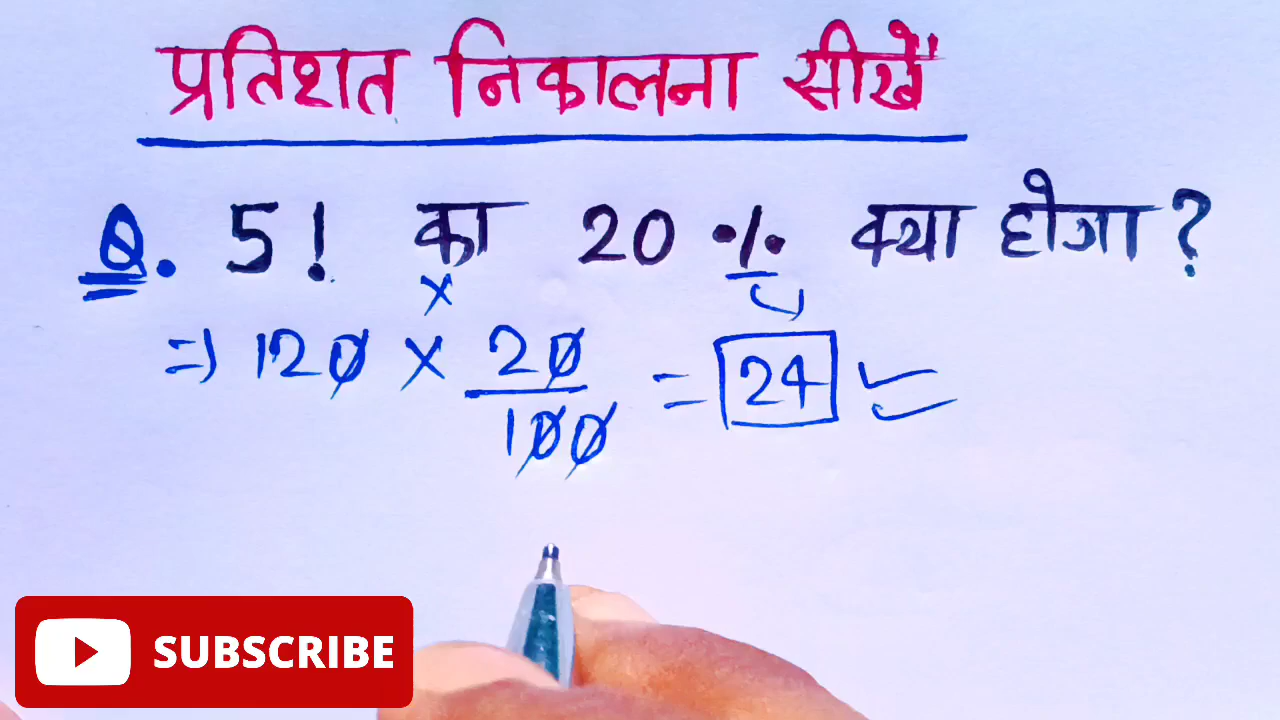 प्रतिशत निकालना सीखें
Q. 5! का 20% क्या होगा?
×
=) 120 × 20/100 = 24
SUBSCRIBE